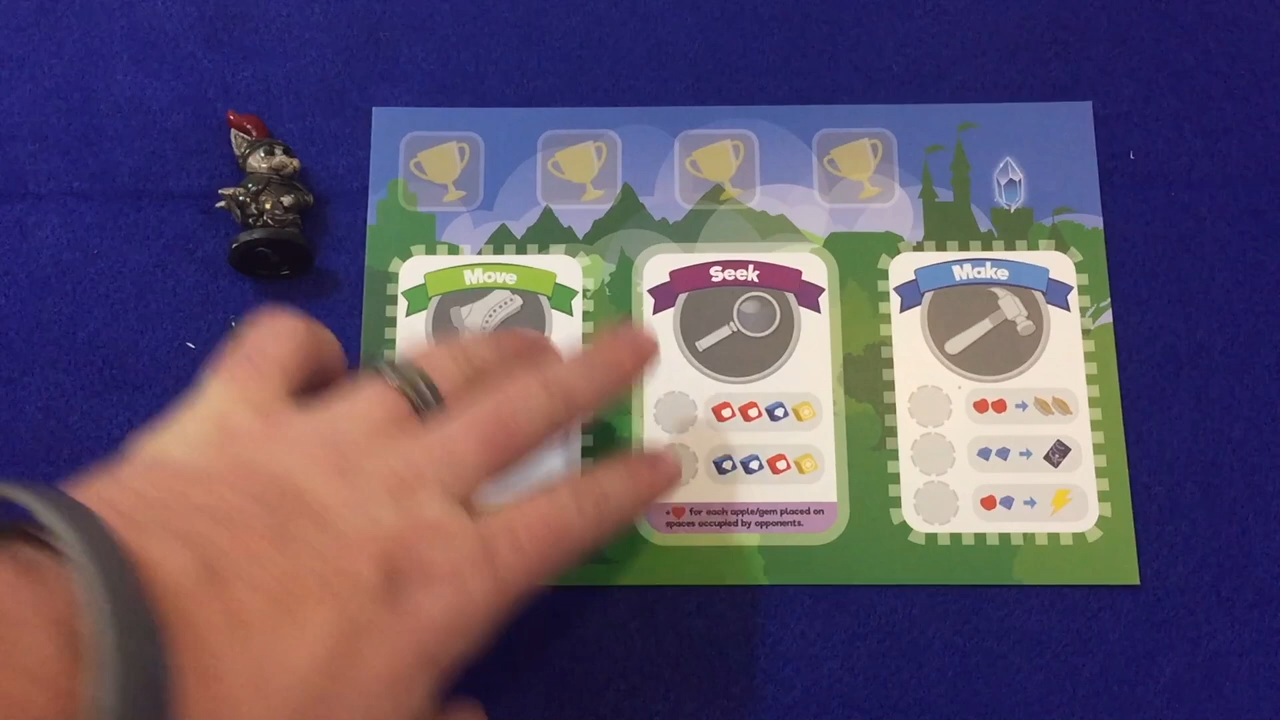 Move
Seek
Make
+ for each apple/gem placed on
spaces occupied by opponents.